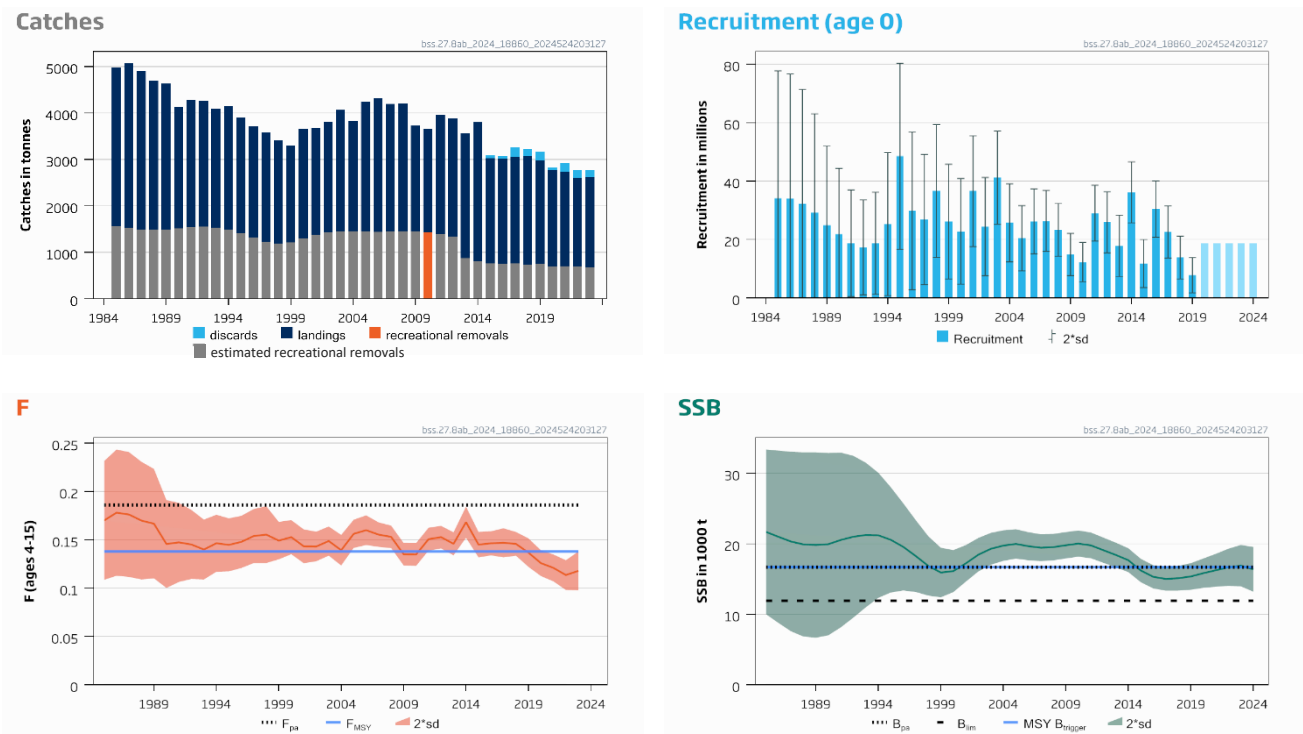 Catches
bss.27.8ab_2024_18860_2024524203127
Catches in tonnes
5000
4000
3000
2000
1000
0
1984 1989 1994 1999 2004 2009 2014 2019
discards landings recreational removals
estimated recreational removals
Recruitment (age 0)
bss.27.8ab_2024_18860_2024524203127
Recruitment in millions
80
60
40
20
0
1984 1989 1994 1999 2004 2009 2014 2019 2024
Recruitment 2*sd
F
bss.27.8ab_2024_18860_2024524203127
F (ages 4-15)
0.25
0.2
0.15
0.1
0.05
0
1989 1994 1999 2004 2009 2014 2019 2024
Fpa FMSY 2*sd
SSB
bss.27.8ab_2024_18860_2024524203127
SSB in 1000 t
30
20
10
0
1989 1994 1999 2004 2009 2014 2019 2024
Bpa Blim MSY Btrigger 2*sd